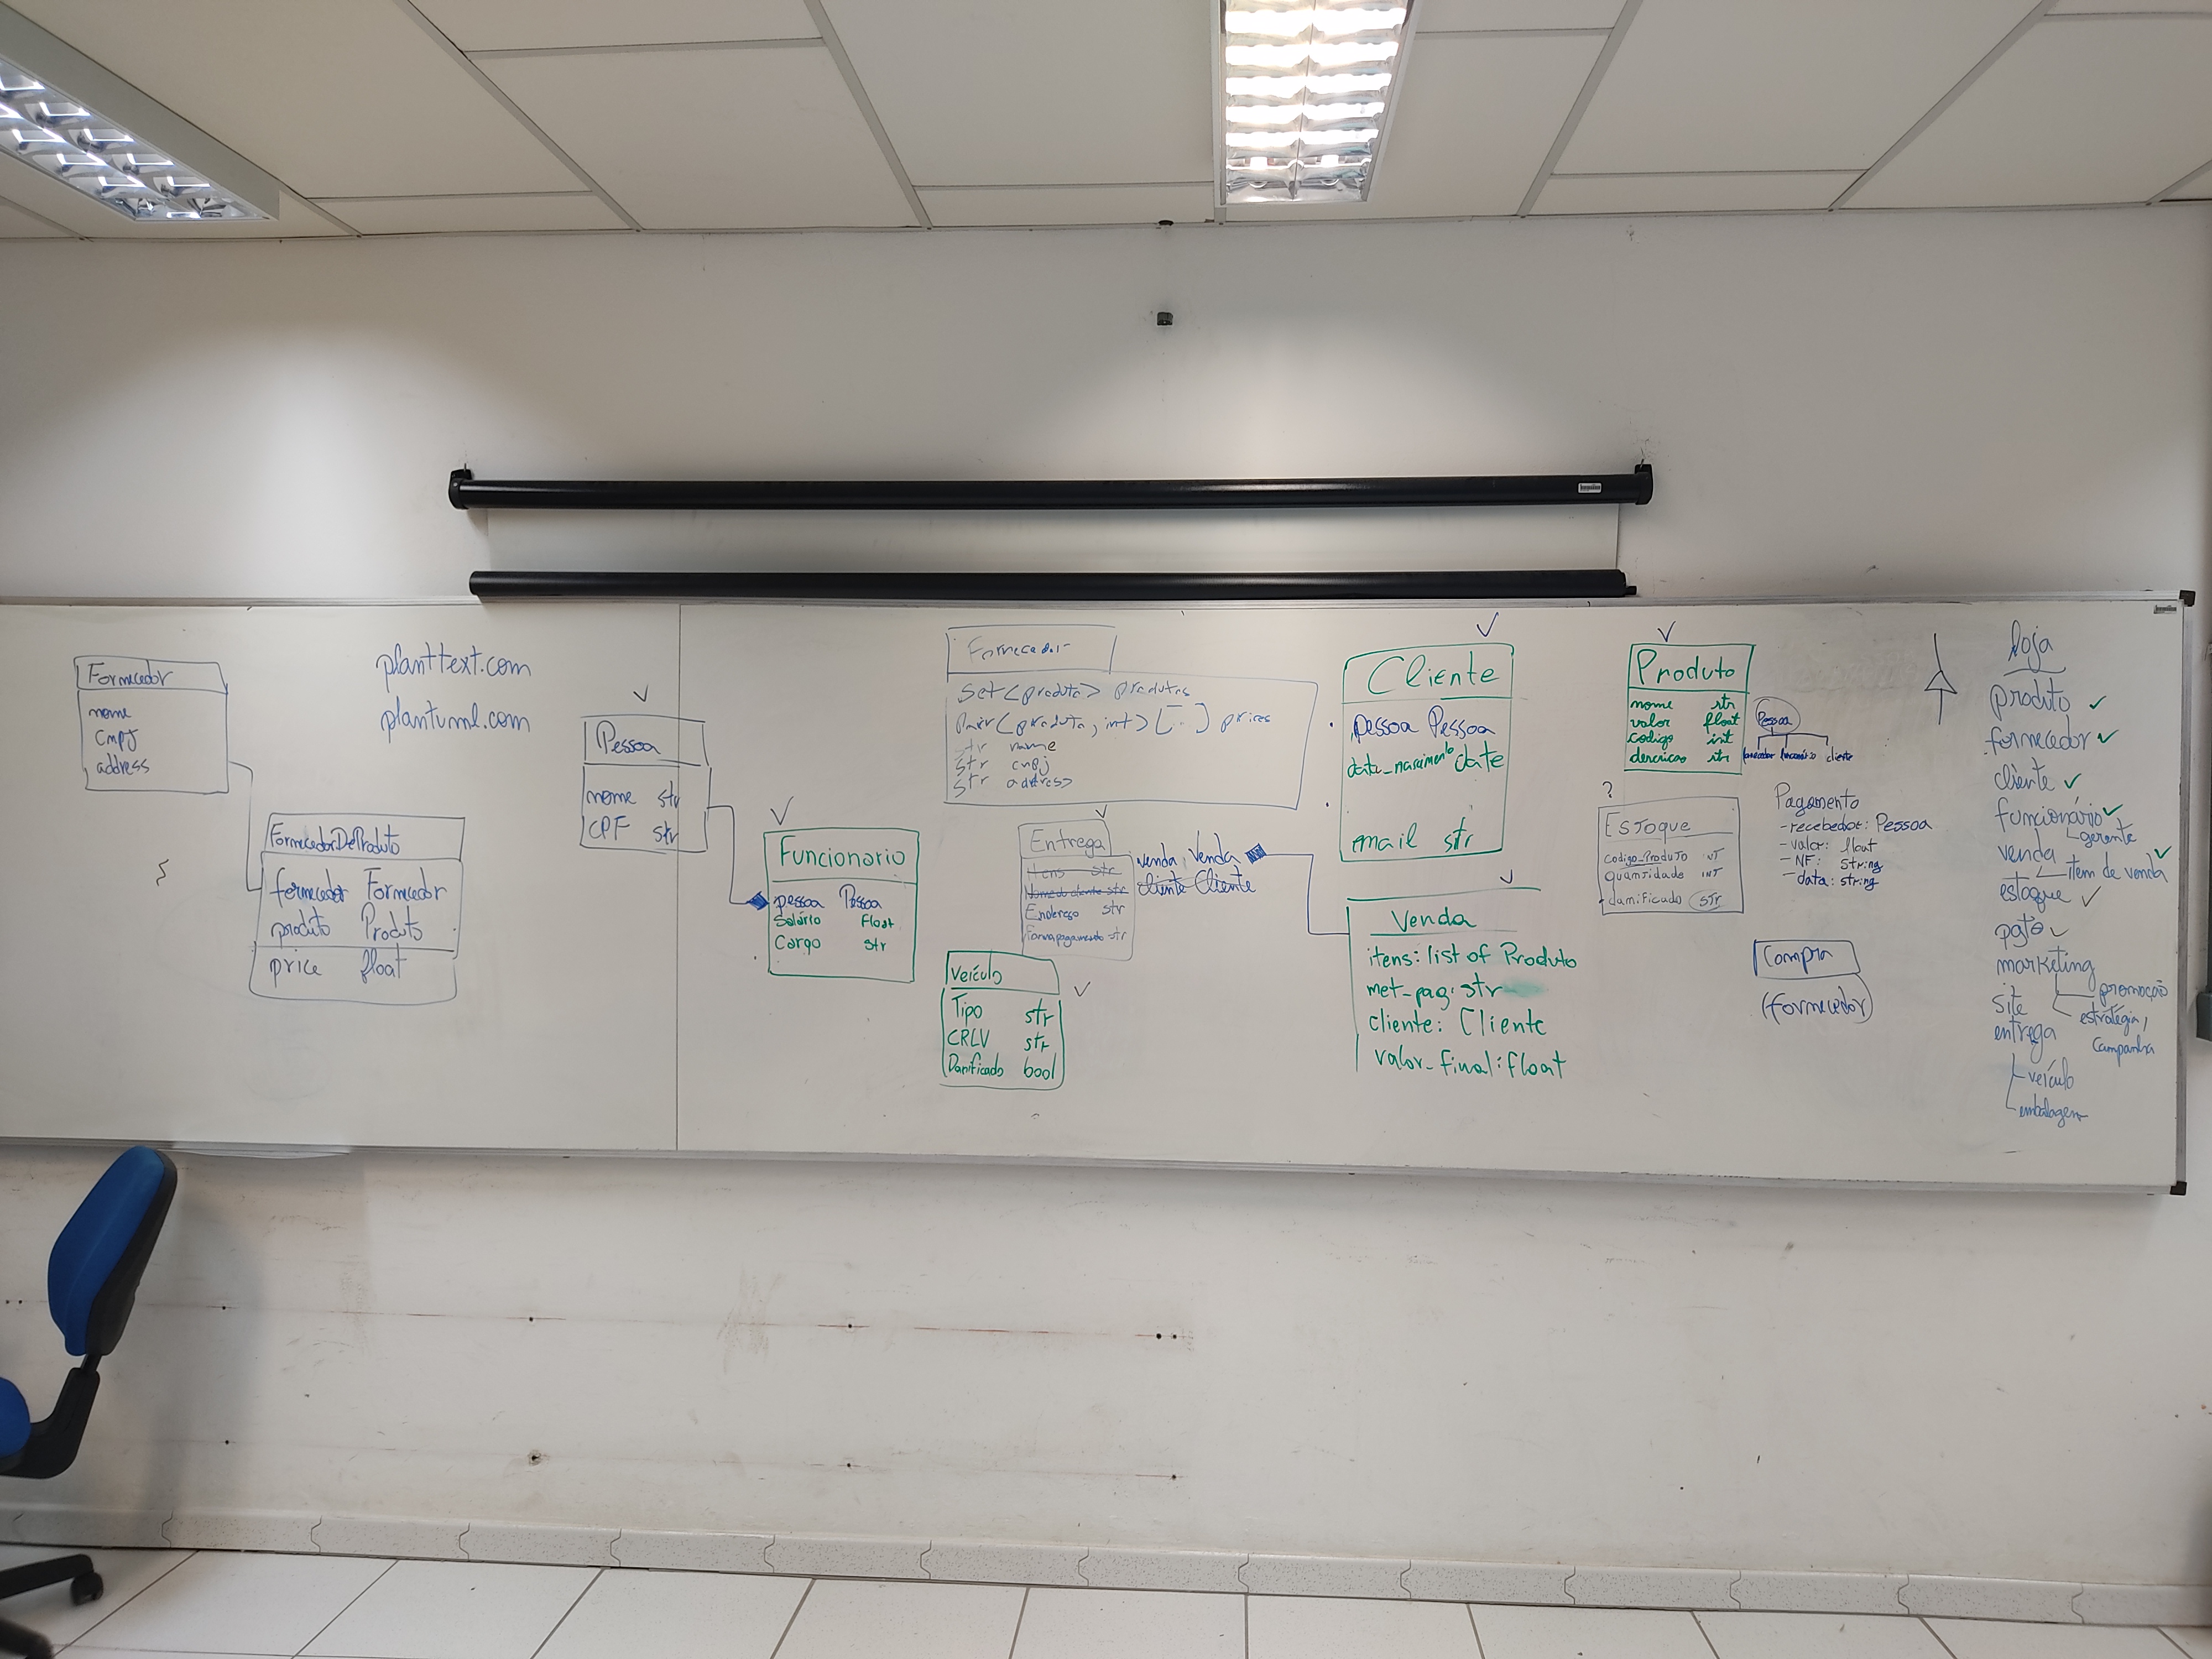 Fornecedor
nome
cnpj
address
planttext.com
plantuml.com
FornecedorDeProduto
fornecedor Fornecedor
produto Produto
price float
Pessoa
nome str
CPF str
Funcionario
pessoa Pessoa
Salário Float
Cargo str
Fornecedor
Set<produto> produtos
Pair<produto, int>[...] prices
str name
str cnpj
str address
Entrega
Itens str
Nome do cliente str
Endereço str
Forma pagamento str
venda: Venda
cliente Cliente
Veículo
Tipo str
CRLV str
Danificado bool
Cliente
pessoa Pessoa
data_nascimento date
email str
Venda
itens: list of Produto
met_pag: str
cliente: Cliente
valor_final: float
Produto
nome str
valor float
codigo int
descricao str
Pessoa
fornecedor funcionário cliente
?
Estoque
codigo_Produto INT
quantidade INT
damificado str
Pagamento
- recebedor: Pessoa
- valor: float
- NF: string
- data: string
Compra
(fornecedor)
loja
produto ✓
fornecedor ✓
cliente ✓
funcionário ✓
gerente
venda ✓
item de venda
estoque ✓
pgto ✓
marketing
promoção
estratégia/
campanha
site
entrega
veículo
embalagem